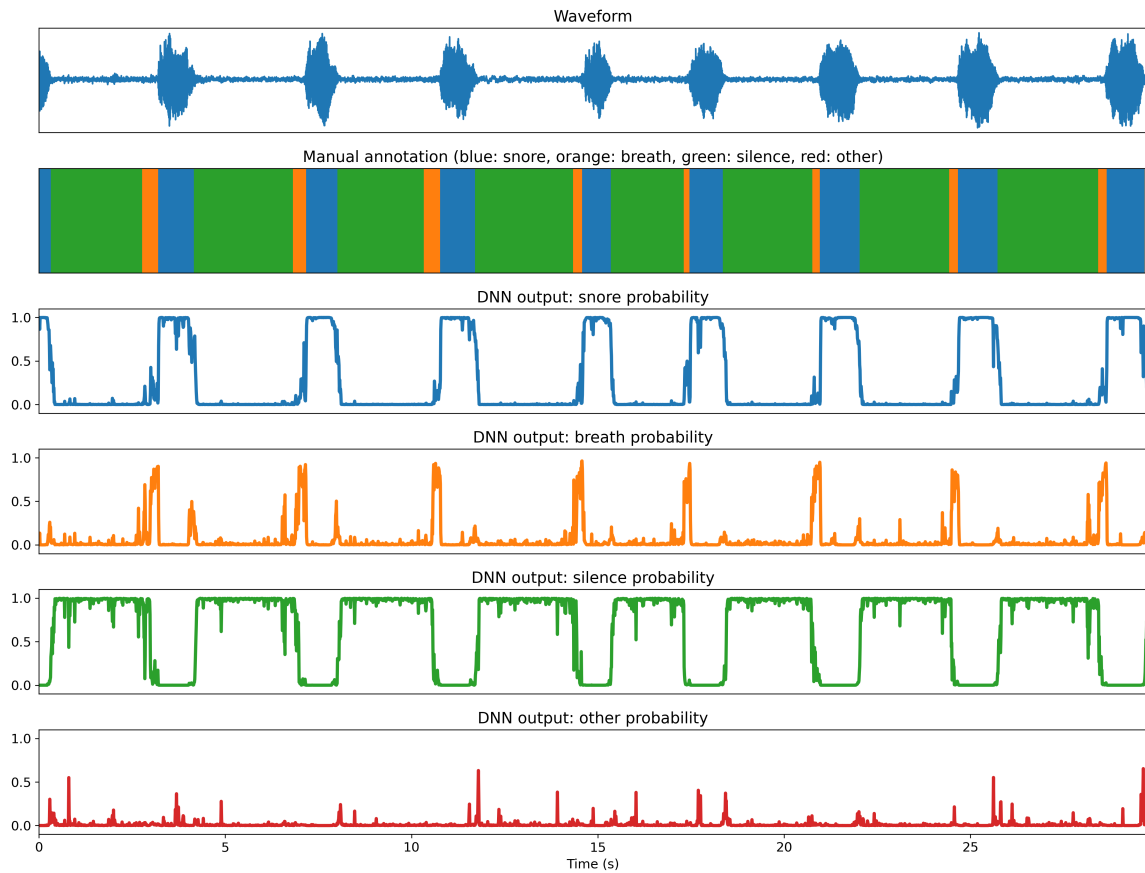 Waveform
Manual annotation (blue: snore, orange: breath, green: silence, red: other)
DNN output: snore probability
1.0
0.5
0.0
DNN output: breath probability
1.0
0.5
0.0
DNN output: silence probability
1.0
0.5
0.0
DNN output: other probability
1.0
0.5
0.0
0 5 10 15 20 25
Time (s)